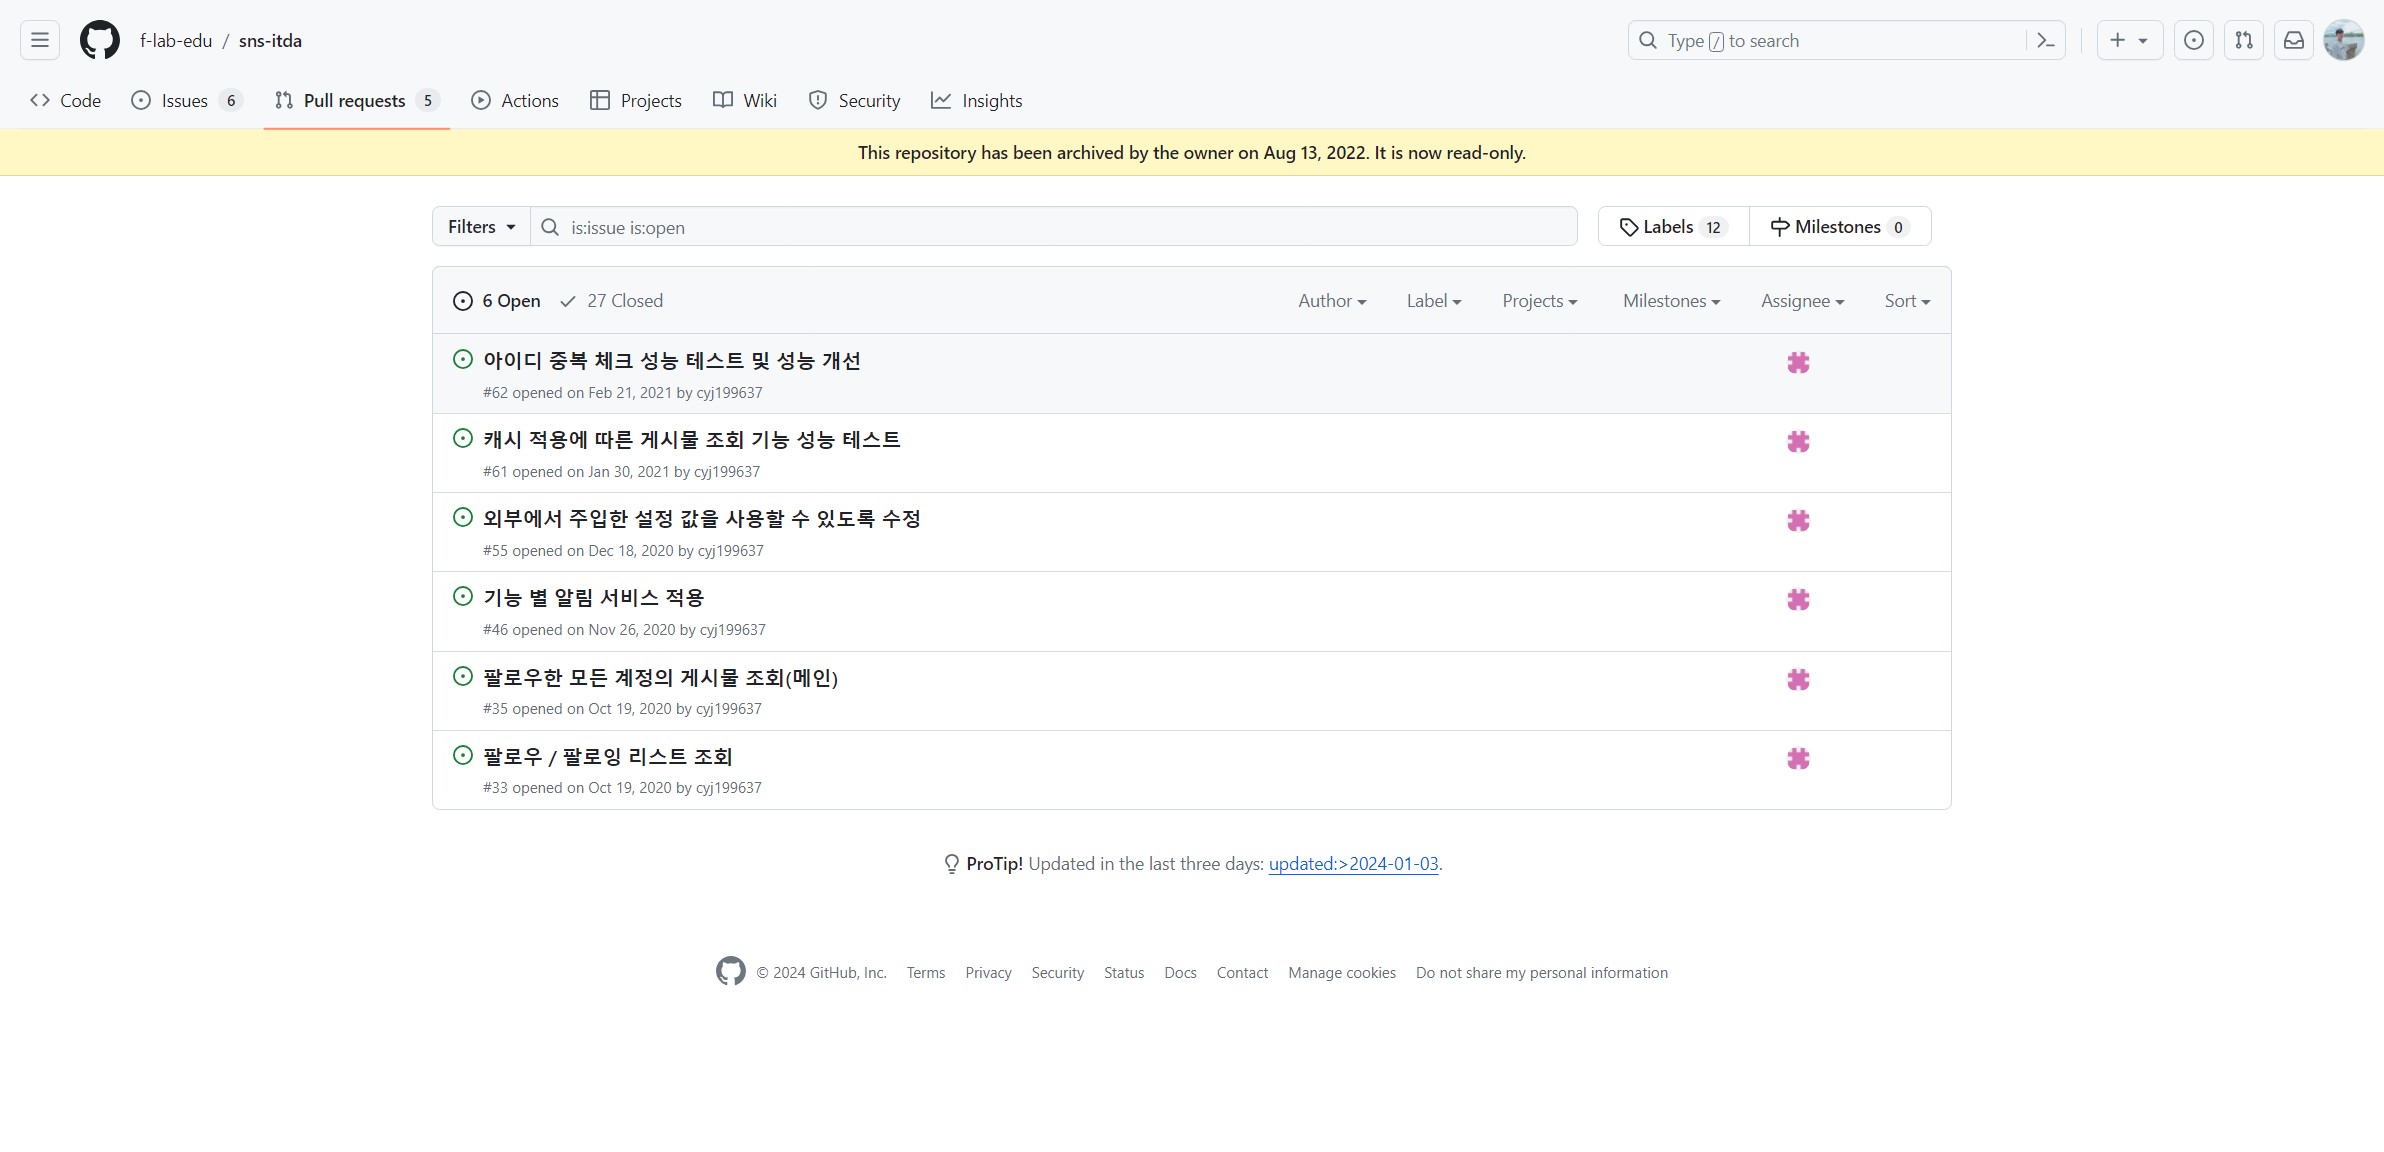 f-lab-edu / sns-itda
Type / to search
Code Issues 6 Pull requests 5 Actions Projects Wiki Security Insights
This repository has been archived by the owner on Aug 13, 2022. It is now read-only.
Filters is:issue is:open Labels 12 Milestones 0
6 Open 27 Closed Author Label Projects Milestones Assignee Sort
아이디 중복 체크 성능 테스트 및 성능 개선
#62 opened on Feb 21, 2021 by cyj199637
캐시 적용에 따른 게시물 조회 기능 성능 테스트
#61 opened on Jan 30, 2021 by cyj199637
외부에서 주입한 설정 값을 사용할 수 있도록 수정
#55 opened on Dec 18, 2020 by cyj199637
기능 별 알림 서비스 적용
#46 opened on Nov 26, 2020 by cyj199637
팔로우한 모든 계정의 게시물 조회(메인)
#35 opened on Oct 19, 2020 by cyj199637
팔로우 / 팔로잉 리스트 조회
#33 opened on Oct 19, 2020 by cyj199637
ProTip! Updated in the last three days: updated:>2024-01-03.
© 2024 GitHub, Inc. Terms Privacy Security Status Docs Contact Manage cookies Do not share my personal information